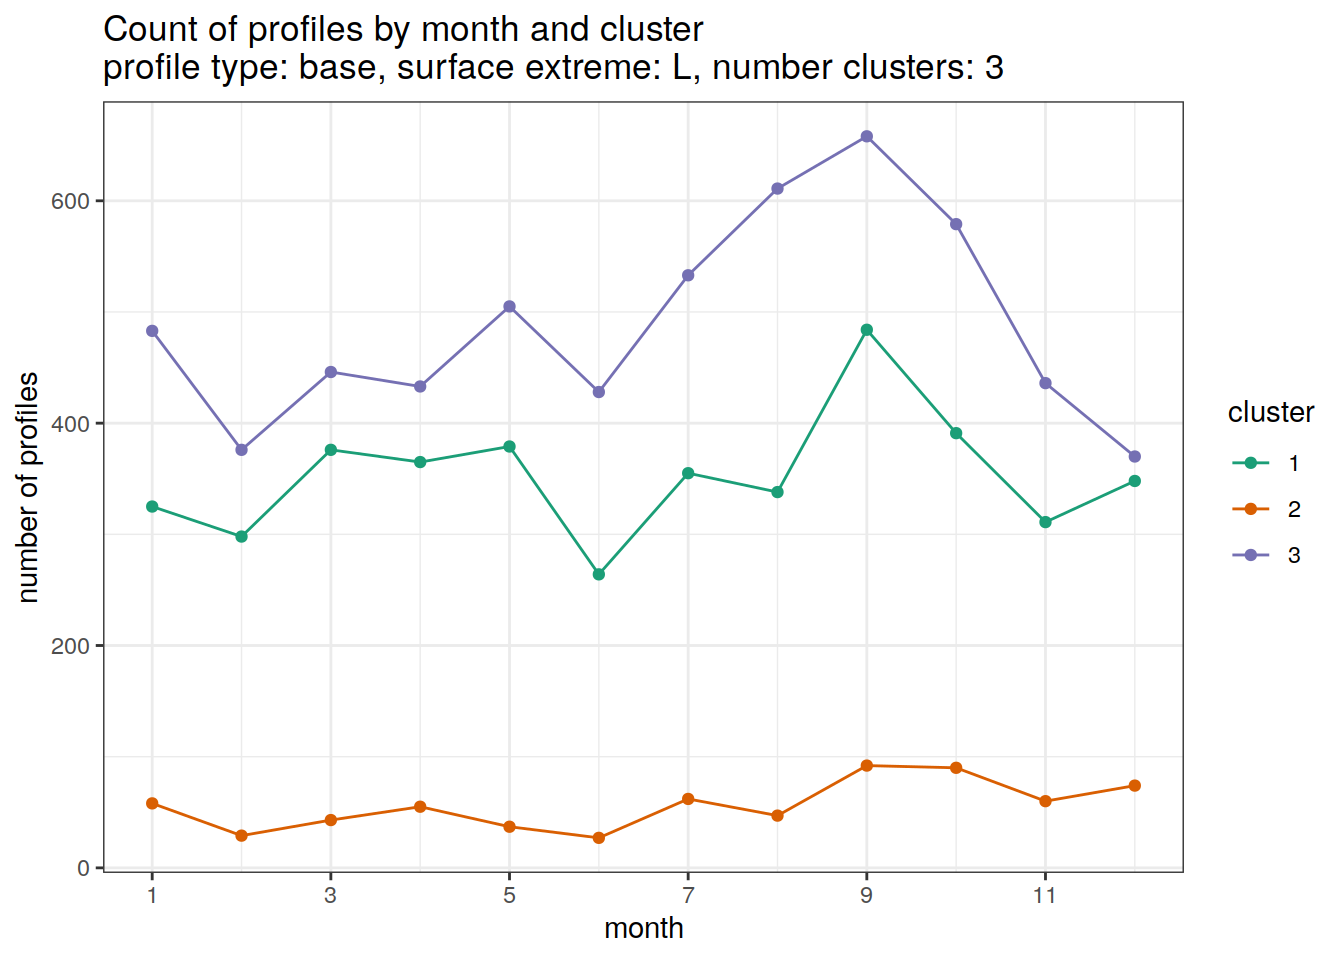 Count of profiles by month and cluster
profile type: base, surface extreme: L, number clusters: 3
number of profiles
600
400
200
0
1 3 5 7 9 11
month
cluster
1
2
3